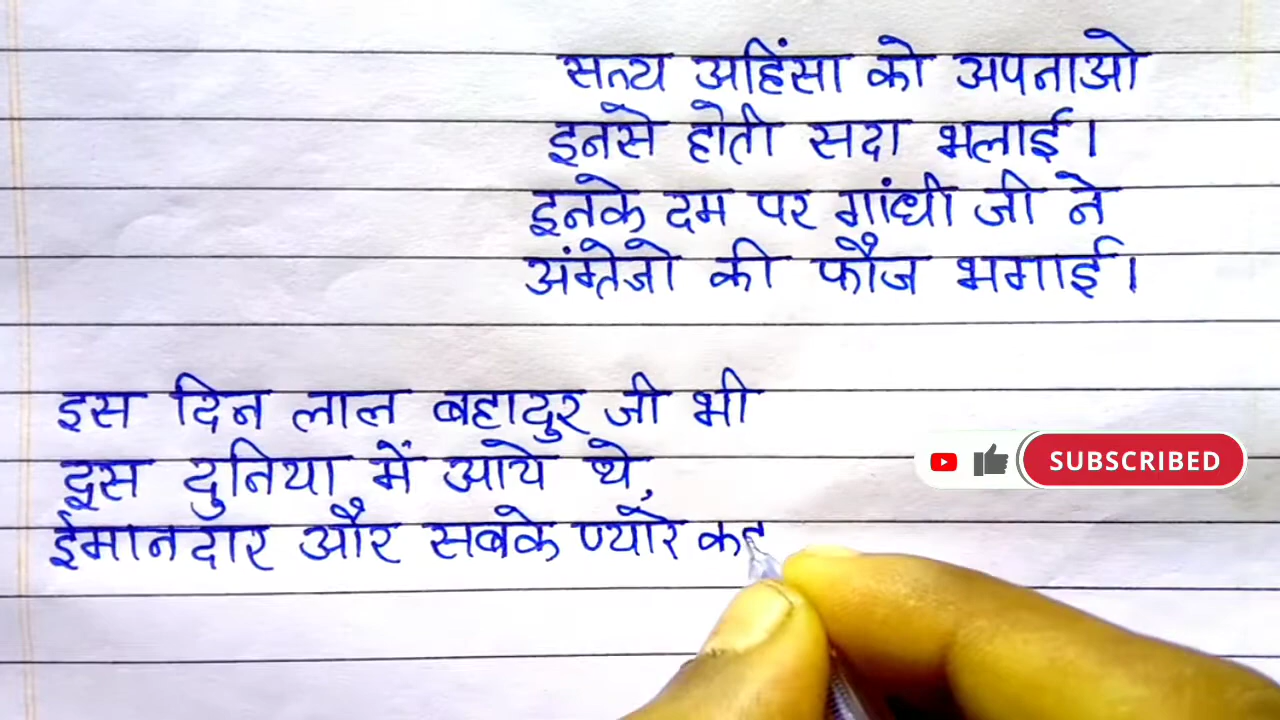 सत्य अहिंसा को अपनाओ
इनसे होती सदा भलाई।
इनके दम पर गांधी जी ने
अंग्रेजो की फौज भगाई।
इस दिन लाल बहादुर जी भी
इस दुनिया में आये थे,
ईमानदार और सबके प्यारे
SUBSCRIBED